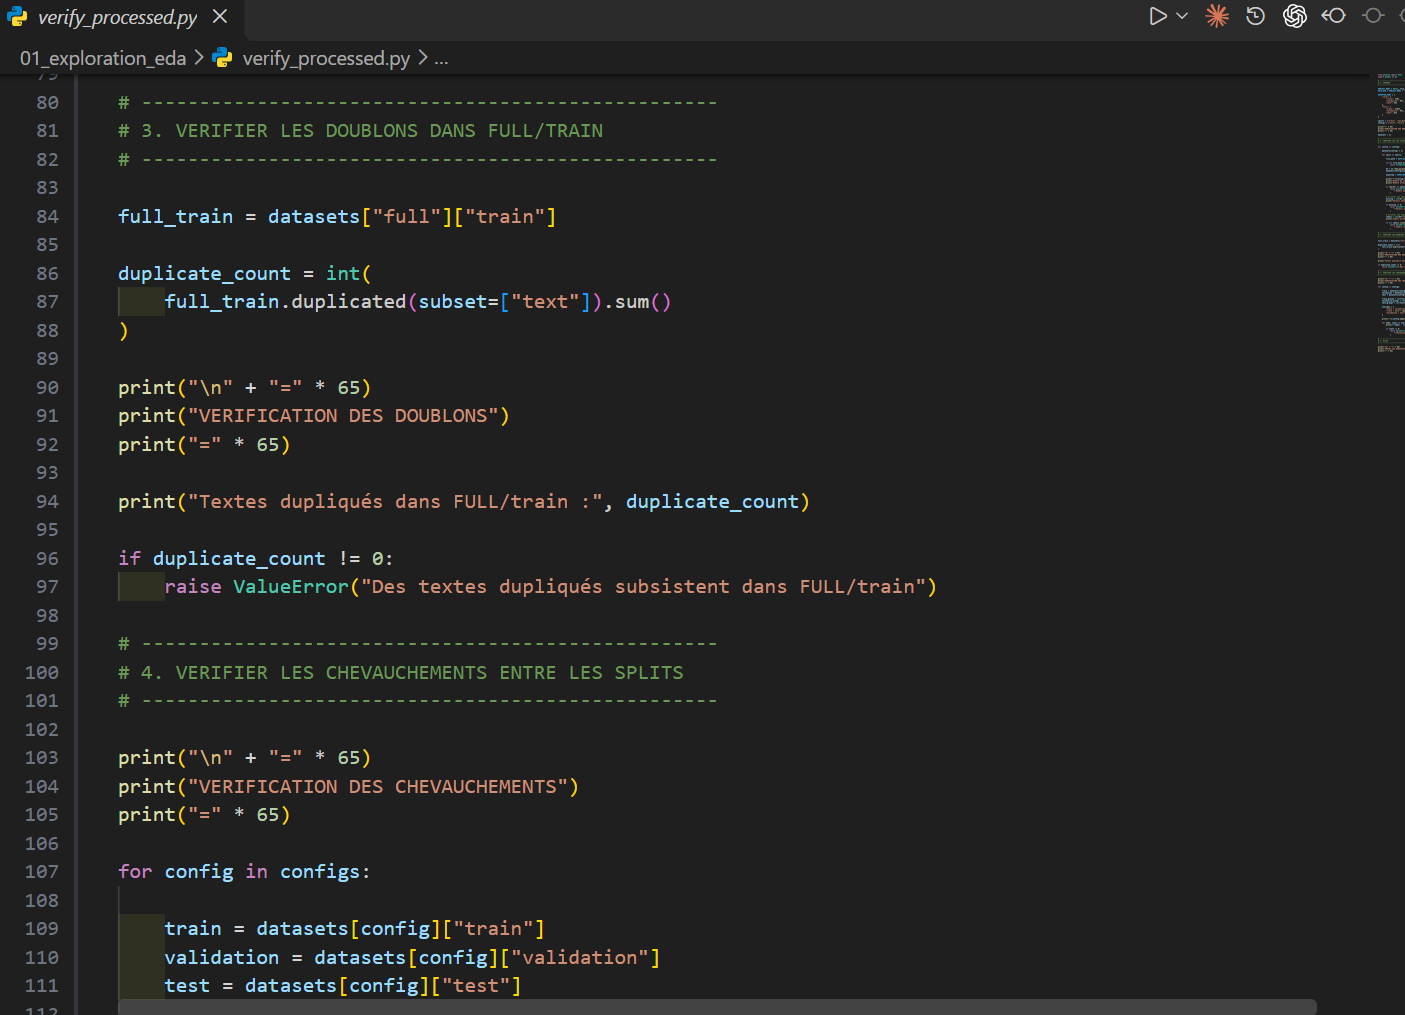 verify_processed.py
01_exploration_eda > verify_processed.py > ...
79
80 # --------------------------------------------------
81 # 3. VERIFIER LES DOUBLONS DANS FULL/TRAIN
82 # --------------------------------------------------
83
84 full_train = datasets["full"]["train"]
85
86 duplicate_count = int(
87     full_train.duplicated(subset=["text"]).sum()
88 )
89
90 print("\n" + "=" * 65)
91 print("VERIFICATION DES DOUBLONS")
92 print("=" * 65)
93
94 print("Textes dupliqués dans FULL/train :", duplicate_count)
95
96 if duplicate_count != 0:
97     raise ValueError("Des textes dupliqués subsistent dans FULL/train")
98
99 # --------------------------------------------------
100 # 4. VERIFIER LES CHEVAUCHEMENTS ENTRE LES SPLITS
101 # --------------------------------------------------
102
103 print("\n" + "=" * 65)
104 print("VERIFICATION DES CHEVAUCHEMENTS")
105 print("=" * 65)
106
107 for config in configs:
108
109     train = datasets[config]["train"]
110     validation = datasets[config]["validation"]
111     test = datasets[config]["test"]
112